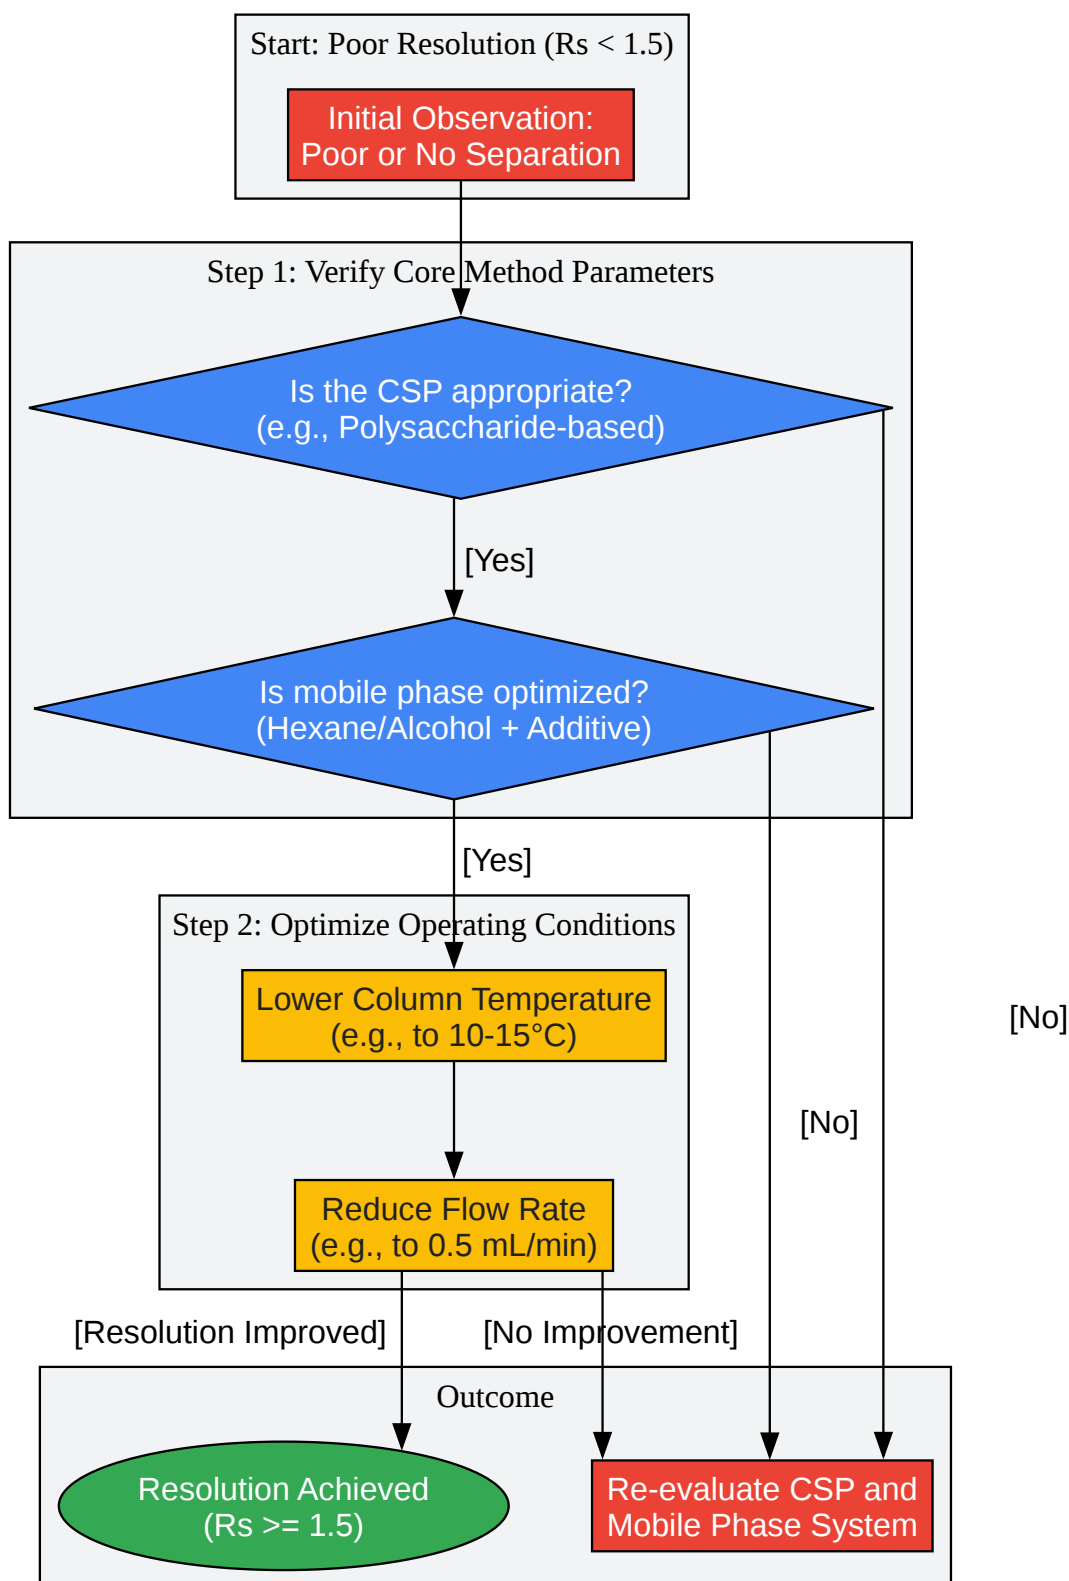 Start: Poor Resolution (Rs < 1.5)
Initial Observation:
Poor or No Separation
Step 1: Verify Core Method Parameters
Is the CSP appropriate?
(e.g., Polysaccharide-based)
[Yes]
Is mobile phase optimized?
(Hexane/Alcohol + Additive)
[Yes]
Step 2: Optimize Operating Conditions
Lower Column Temperature
(e.g., to 10-15°C)
[No]
[No]
Reduce Flow Rate
(e.g., to 0.5 mL/min)
[Resolution Improved]
[No Improvement]
Outcome
Resolution Achieved
(Rs >= 1.5)
Re-evaluate CSP and
Mobile Phase System